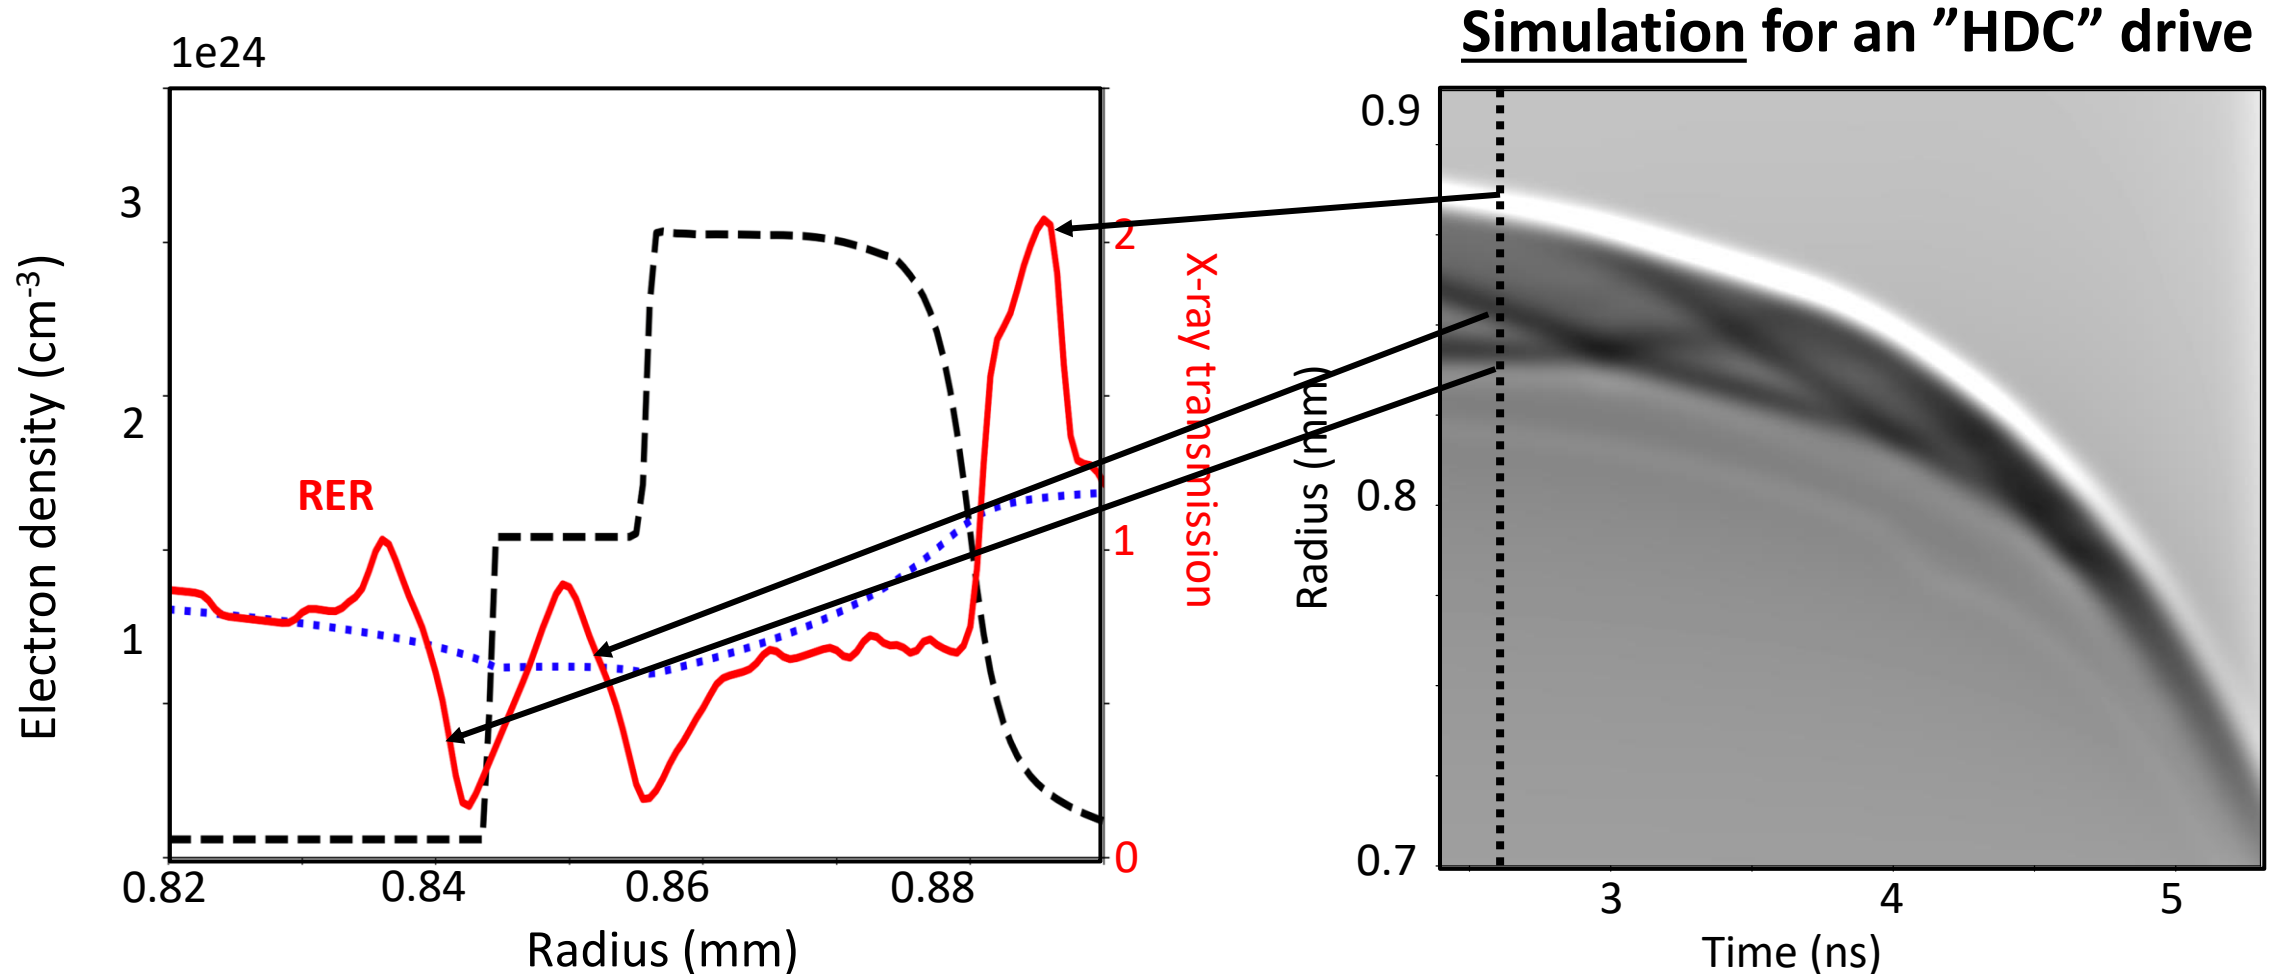 Simulation for an ”HDC” drive
1e24
3
2
1
Electron density (cm-3)
RER
0.82
0.84
0.86
0.88
Radius (mm)
2
1
0
X-ray transmission
0.9
0.8
0.7
Radius (mm)
3
4
5
Time (ns)